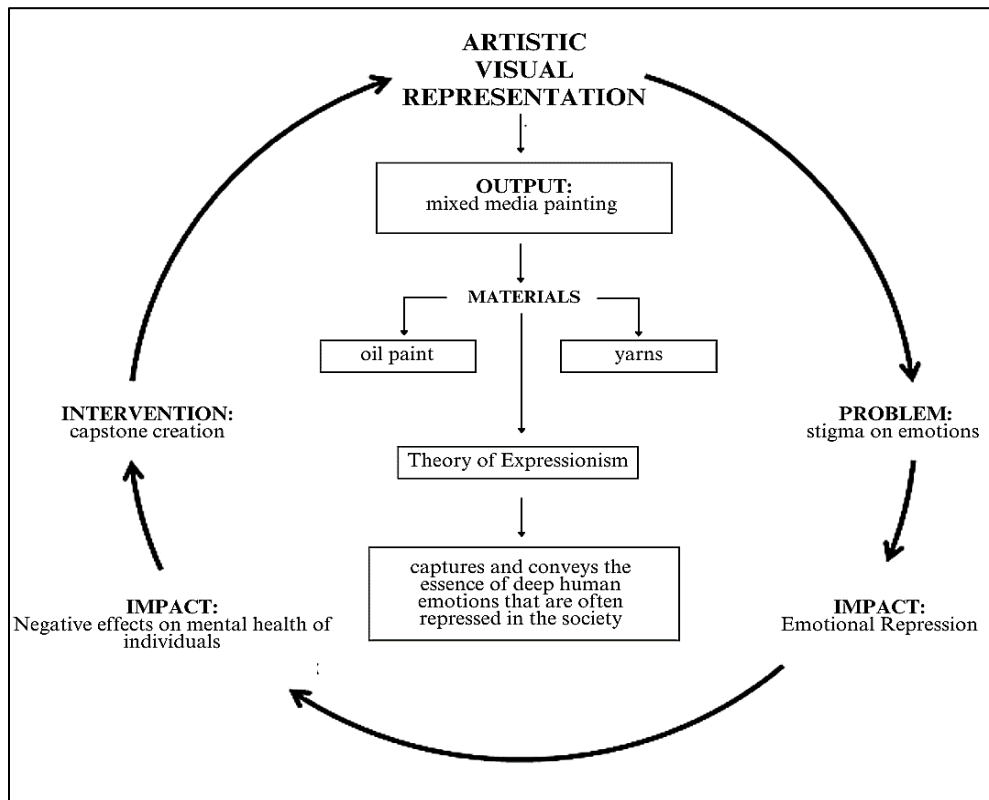 ARTISTIC
VISUAL
REPRESENTATION
OUTPUT:
mixed media painting
MATERIALS
oil paint
yarns
INTERVENTION:
capstone creation
PROBLEM:
stigma on emotions
Theory of Expressionism
captures and conveys the
essence of deep human
emotions that are often
repressed in the society
IMPACT:
Negative effects on mental health of
individuals
IMPACT:
Emotional Repression